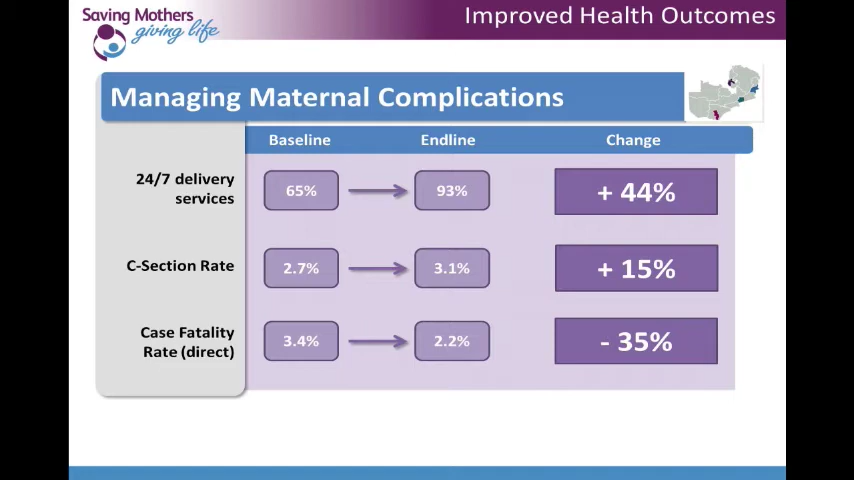 Saving Mothers
giving life
Improved Health Outcomes
Managing Maternal Complications
Baseline Endline Change
24/7 delivery
services
65% 93% + 44%
C-Section Rate 2.7% 3.1% + 15%
Case Fatality
Rate (direct)
3.4% 2.2% - 35%